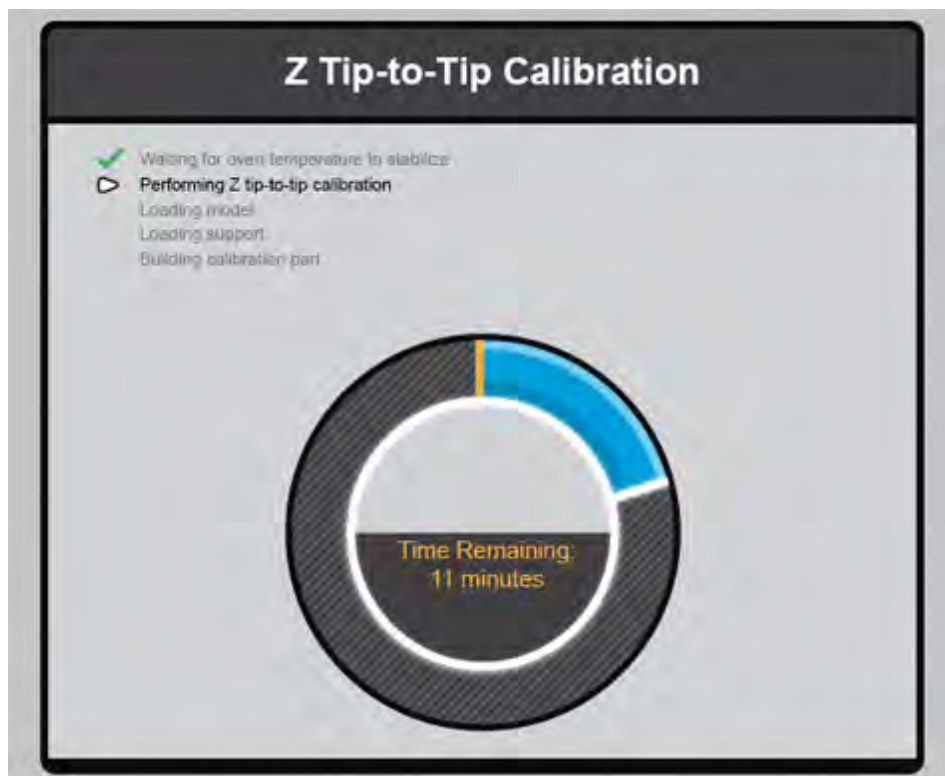 Z Tip-to-Tip Calibration
Waiting for oven temperature to stabilize
Performing Z tip-to-tip calibration
Loading model
Loading support
Building calibration part
Time Remaining:
11 minutes